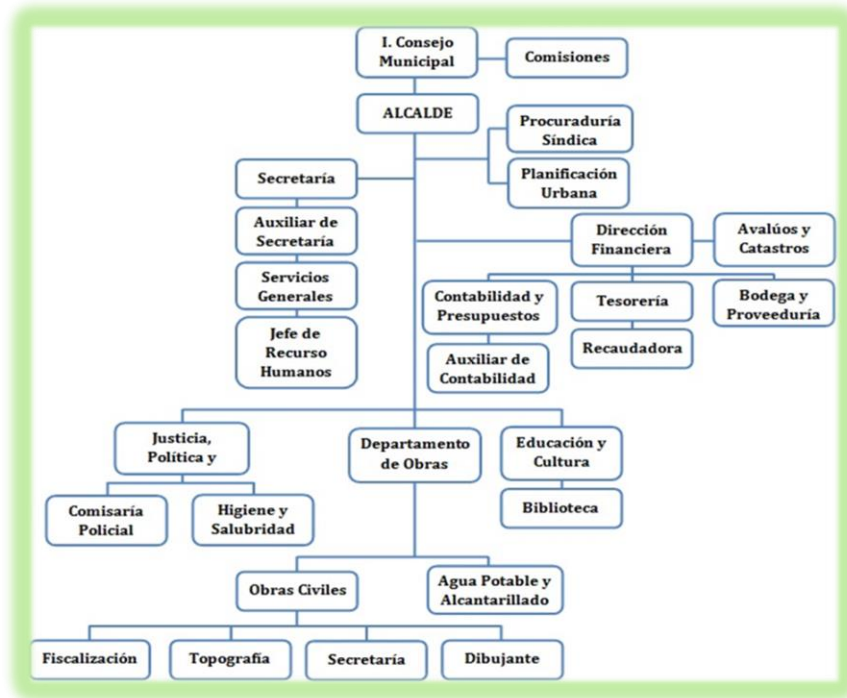 I. Consejo
Municipal
Comisiones
ALCALDE
Procuraduría
Síndica
Planificación
Urbana
Secretaría
Auxiliar de
Secretaría
Servicios
Generales
Jefe de
Recurso
Humanos
Dirección
Financiera
Avalúos y
Catastros
Contabilidad y
Presupuestos
Auxiliar de
Contabilidad
Tesorería
Recaudadora
Bodega y
Proveeduría
Justicia,
Política y
Comisaría
Policial
Higiene y
Salubridad
Departamento
de Obras
Educación y
Cultura
Biblioteca
Obras Civiles
Agua Potable y
Alcantarillado
Fiscalización
Topografía
Secretaría
Dibujante